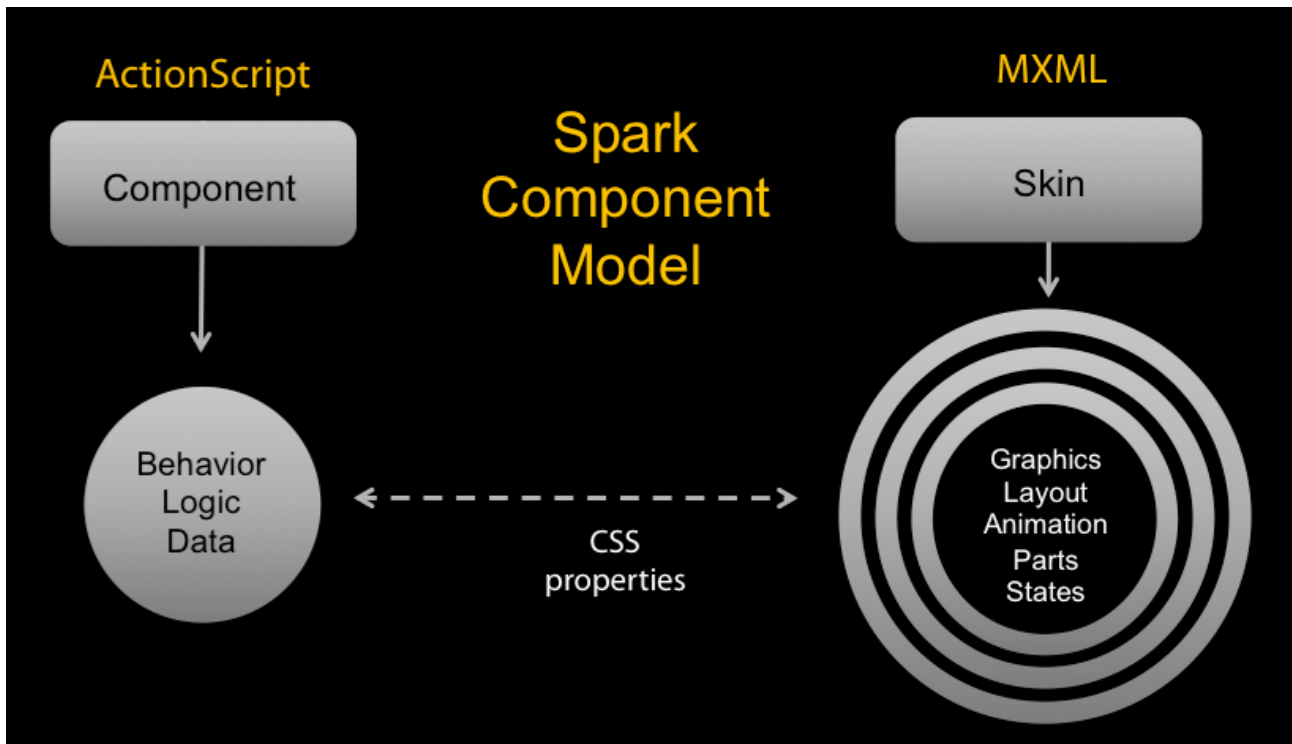 ActionScript
Component
Behavior
Logic
Data
Spark
Component
Model
CSS
properties
MXML
Skin
Graphics
Layout
Animation
Parts
States